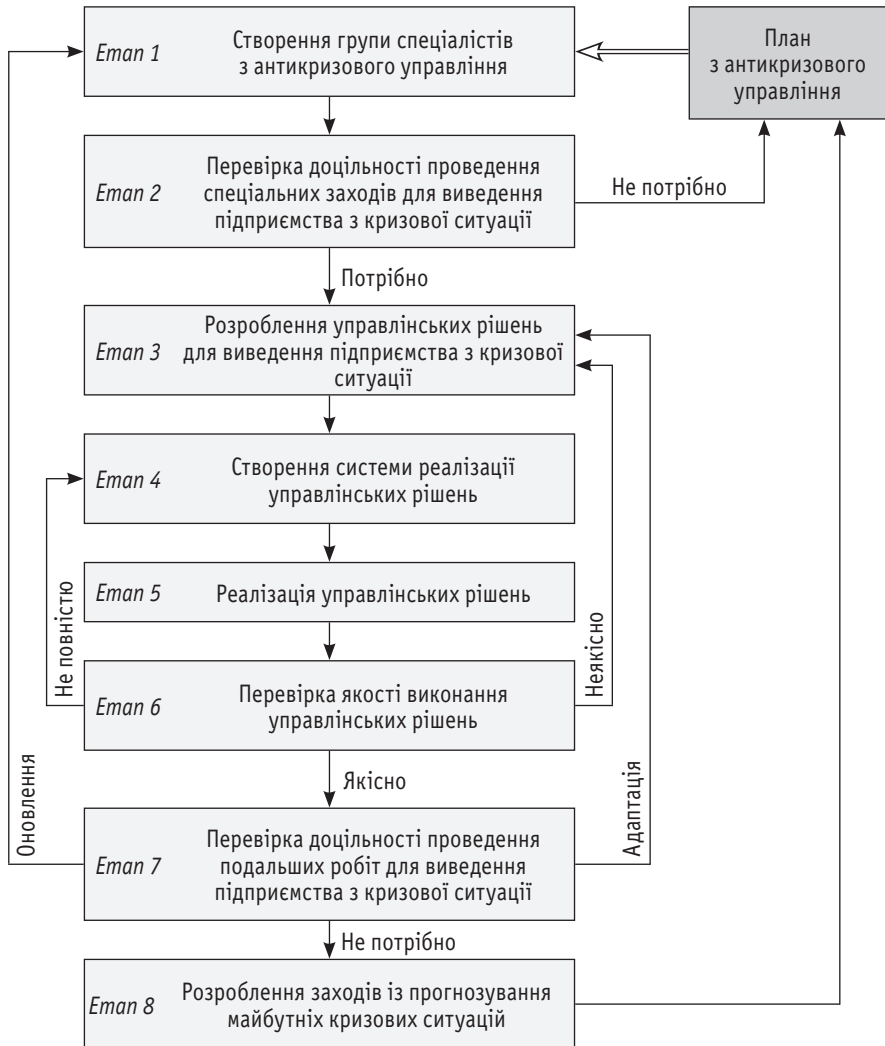 Етап 1
Створення групи спеціалістів
з антикризового управління
План
з антикризового
управління
Етап 2
Перевірка доцільності проведення
спеціальних заходів для виведення
підприємства з кризової ситуації
Не потрібно
Потрібно
Етап 3
Розроблення управлінських рішень
для виведення підприємства з кризової
ситуації
Етап 4
Створення системи реалізації
управлінських рішень
Етап 5
Реалізація управлінських рішень
Не повністю
Неякісно
Етап 6
Перевірка якості виконання
управлінських рішень
Якісно
Оновлення
Адаптація
Етап 7
Перевірка доцільності проведення
подальших робіт для виведення
підприємства з кризової ситуації
Не потрібно
Етап 8
Розроблення заходів із прогнозування
майбутніх кризових ситуацій